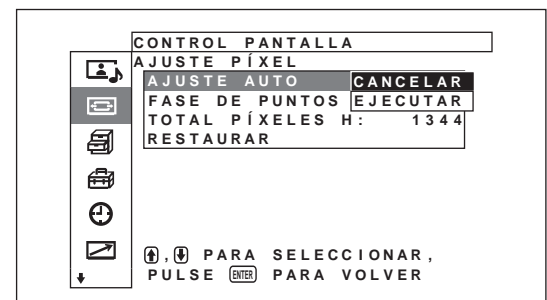 CONTROL PANTALLA
AJUSTE PÍXEL
AJUSTE AUTO CANCELAR
FASE DE PUNTOS EJECUTAR
TOTAL PÍXELES H: 1344
RESTAURAR
, PARA SELECCIONAR,
PULSE ENTER PARA VOLVER